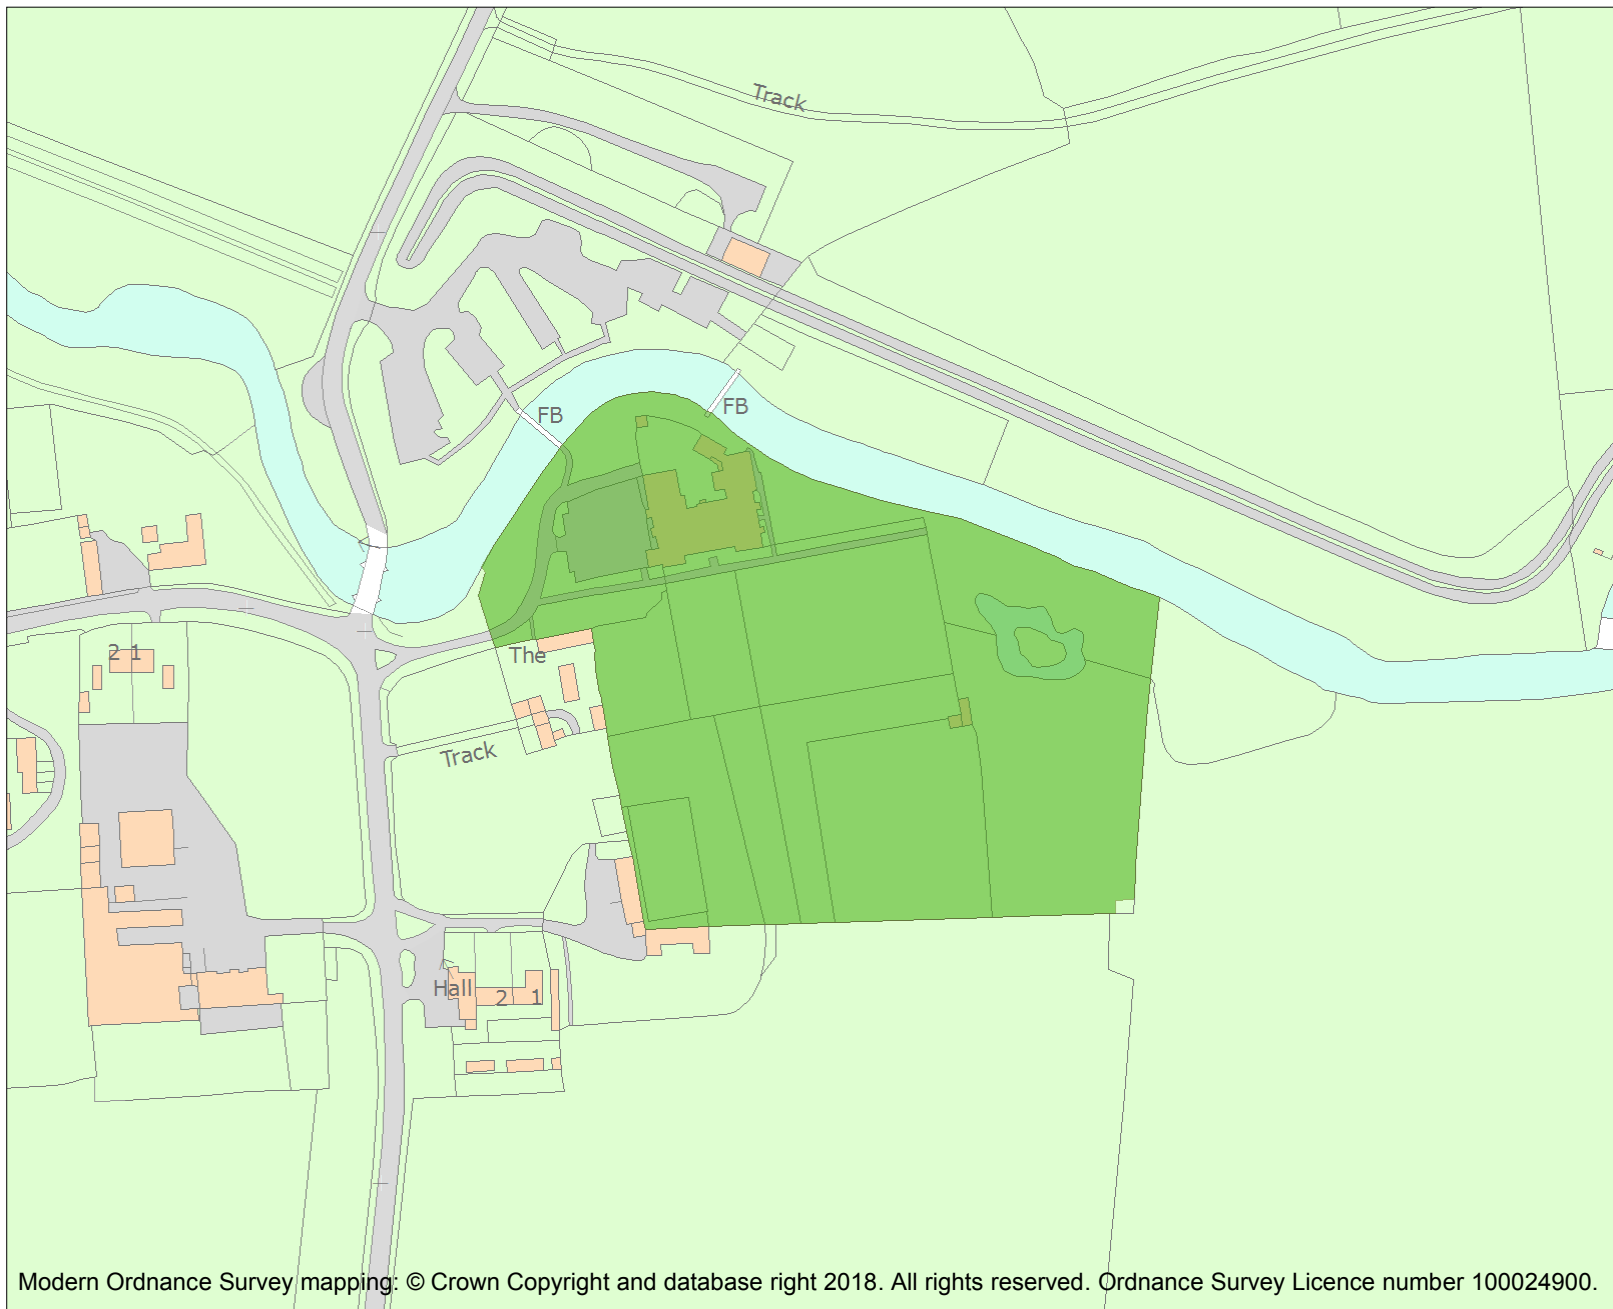 Track
FB
FB
The
2 1
Track
Hall
2
1
Modern Ordnance Survey mapping: © Crown Copyright and database right 2018. All rights reserved. Ordnance Survey Licence number 100024900.